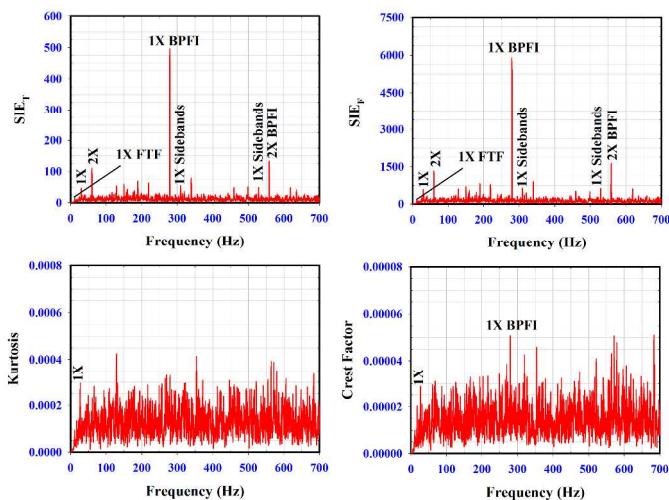 600
500
400
300
200
100
0
SIE_T
1X BPFI
1X
2X
1X FTF
1X Sidebands
1X Sidebands
2X BPFI
0 100 200 300 400 500 600 700
Frequency (Hz)
7500
6000
4500
3000
1500
0
SIE_F
1X BPFI
1X
2X
1X FTF
1X Sidebands
1X Sidebands
2X BPFI
0 100 200 300 400 500 600 700
Frequency (Hz)
0.0008
0.0006
0.0004
0.0002
0.0000
Kurtosis
1X
0 100 200 300 400 500 600 700
Frequency (Hz)
0.00008
0.00006
0.00004
0.00002
0.00000
Crest Factor
1X BPFI
1X
0 100 200 300 400 500 600 700
Frequency (Hz)